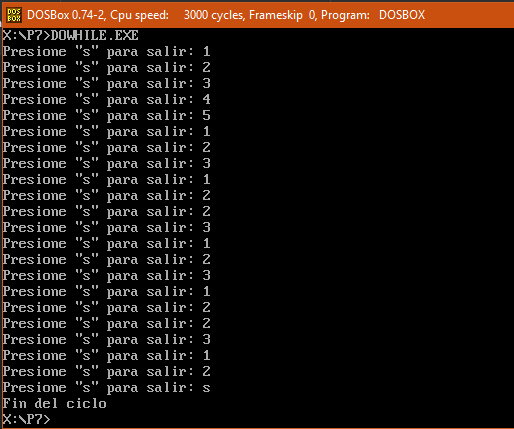 DOS
BOX
DOSBox 0.74-2, Cpu speed: 3000 cycles, Frameskip 0, Program: DOSBOX
X:\P7>DOWHILE.EXE
Presione "s" para salir: 1
Presione "s" para salir: 2
Presione "s" para salir: 3
Presione "s" para salir: 4
Presione "s" para salir: 5
Presione "s" para salir: 1
Presione "s" para salir: 2
Presione "s" para salir: 3
Presione "s" para salir: 1
Presione "s" para salir: 2
Presione "s" para salir: 2
Presione "s" para salir: 3
Presione "s" para salir: 1
Presione "s" para salir: 2
Presione "s" para salir: 3
Presione "s" para salir: 1
Presione "s" para salir: 2
Presione "s" para salir: 2
Presione "s" para salir: 3
Presione "s" para salir: 1
Presione "s" para salir: 2
Presione "s" para salir: s
Fin del ciclo
X:\P7>